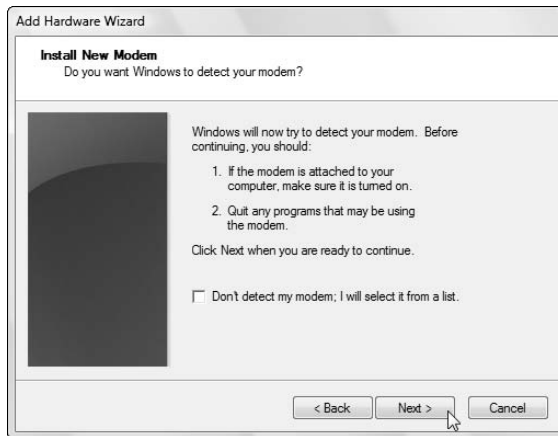 Add Hardware Wizard
Install New Modem
Do you want Windows to detect your modem?
Windows will now try to detect your modem. Before
continuing, you should:
1. If the modem is attached to your
computer, make sure it is turned on.
2. Quit any programs that may be using
the modem.
Click Next when you are ready to continue.
Don't detect my modem; I will select it from a list.
< Back Next > Cancel